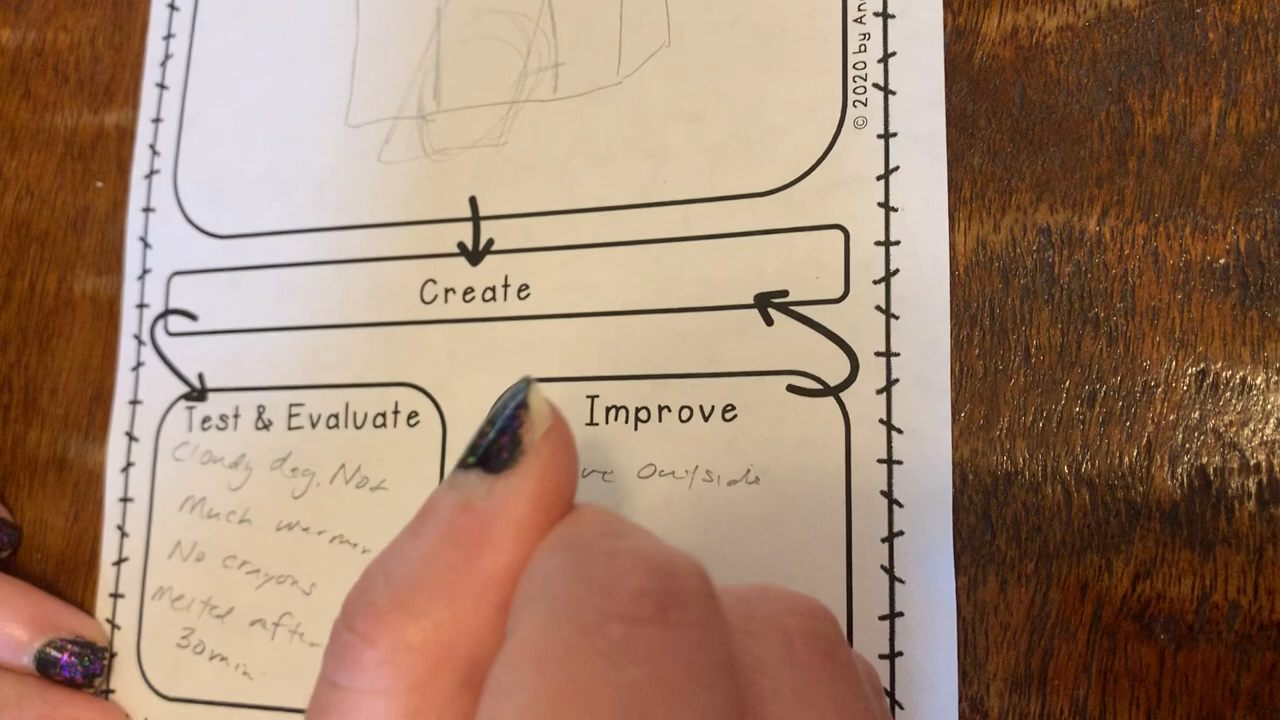 © 2020 by
Create
Test & Evaluate
Cloudy day. Not
Much warmer
No crayons
melted after
30min.
Improve
outside